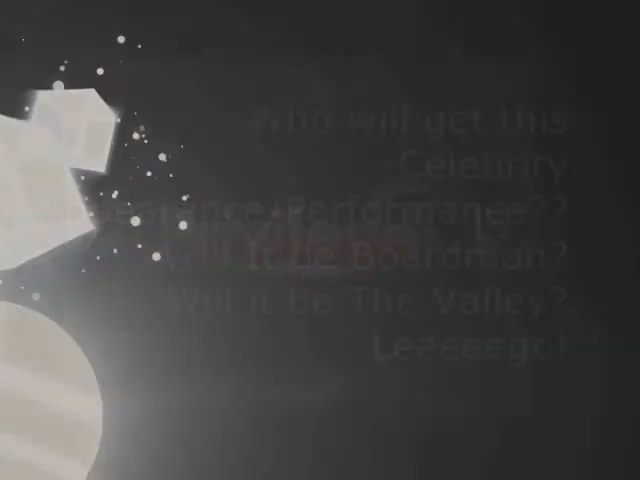 Who will get this
Celebrity
Appearance-Performance??
Will it be Boardman?
Will it be The Valley?
Leeeeego!